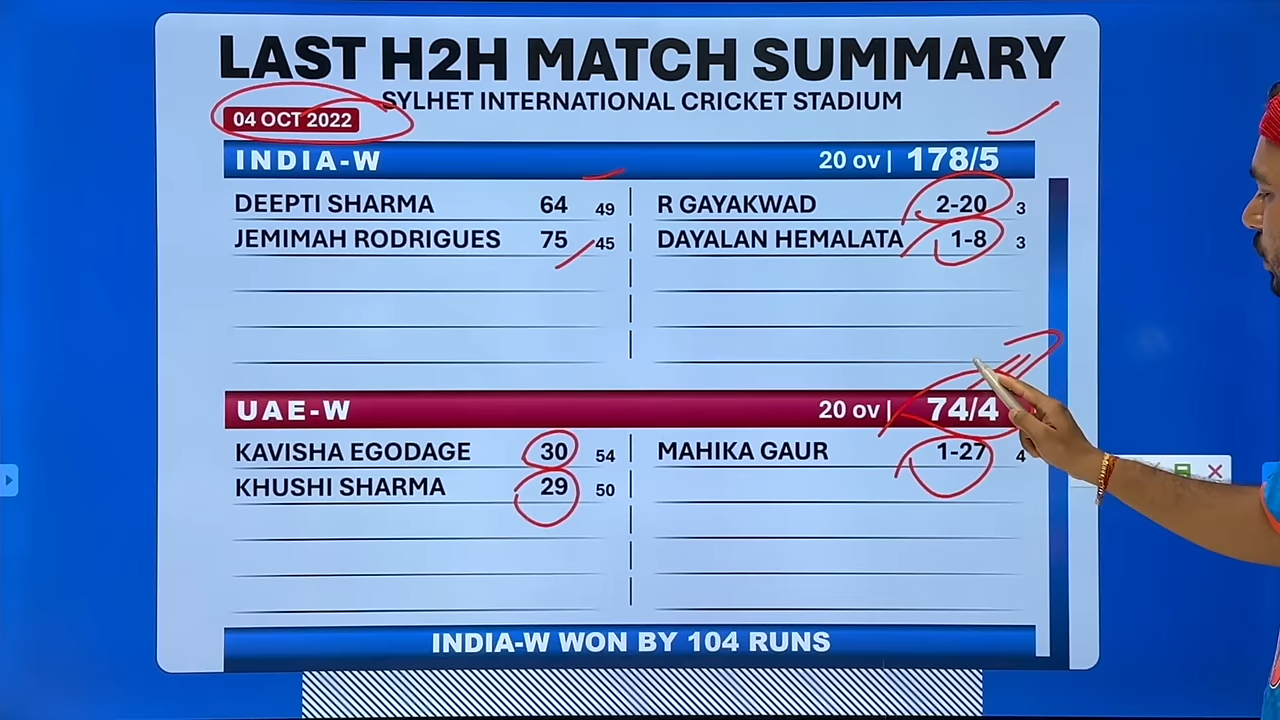 LAST H2H MATCH SUMMARY
SYLHET INTERNATIONAL CRICKET STADIUM
04 OCT 2022
INDIA-W 20 ov | 178/5
DEEPTI SHARMA 64 49 R GAYAKWAD 2-20 3
JEMIMAH RODRIGUES 75 45 DAYALAN HEMALATA 1-8 3
UAE-W 20 ov | 74/4
KAVISHA EGODAGE 30 54 MAHIKA GAUR 1-27 4
KHUSHI SHARMA 29 50
INDIA-W WON BY 104 RUNS